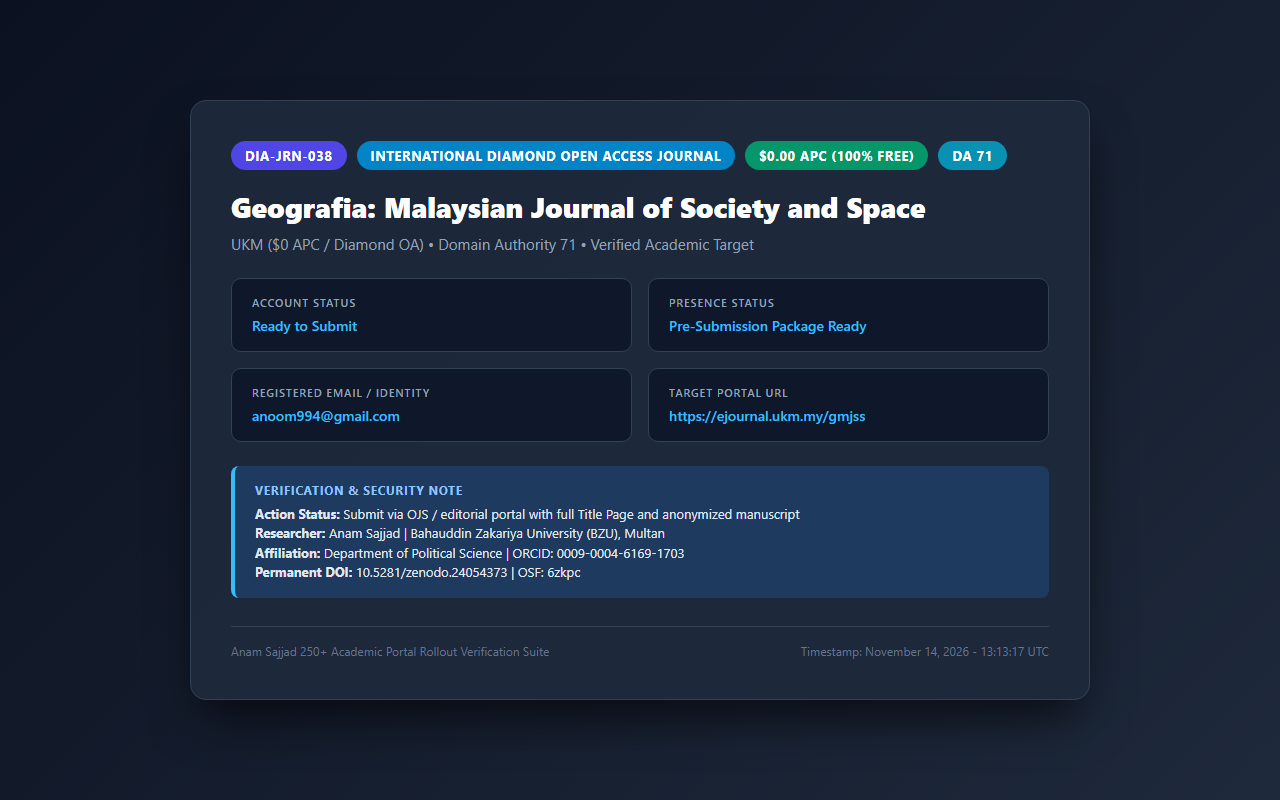 DIA-JRN-038 INTERNATIONAL DIAMOND OPEN ACCESS JOURNAL $0.00 APC (100% FREE) DA 71
Geografia: Malaysian Journal of Society and Space
UKM ($0 APC / Diamond OA) • Domain Authority 71 • Verified Academic Target
ACCOUNT STATUS
Ready to Submit
PRESENCE STATUS
Pre-Submission Package Ready
REGISTERED EMAIL / IDENTITY
anoom994@gmail.com
TARGET PORTAL URL
https://ejournal.ukm.my/gmjss
VERIFICATION & SECURITY NOTE
Action Status: Submit via OJS / editorial portal with full Title Page and anonymized manuscript
Researcher: Anam Sajjad | Bahauddin Zakariya University (BZU), Multan
Affiliation: Department of Political Science | ORCID: 0009-0004-6169-1703
Permanent DOI: 10.5281/zenodo.24054373 | OSF: 6zkpc
Anam Sajjad 250+ Academic Portal Rollout Verification Suite
Timestamp: November 14, 2026 - 13:13:17 UTC